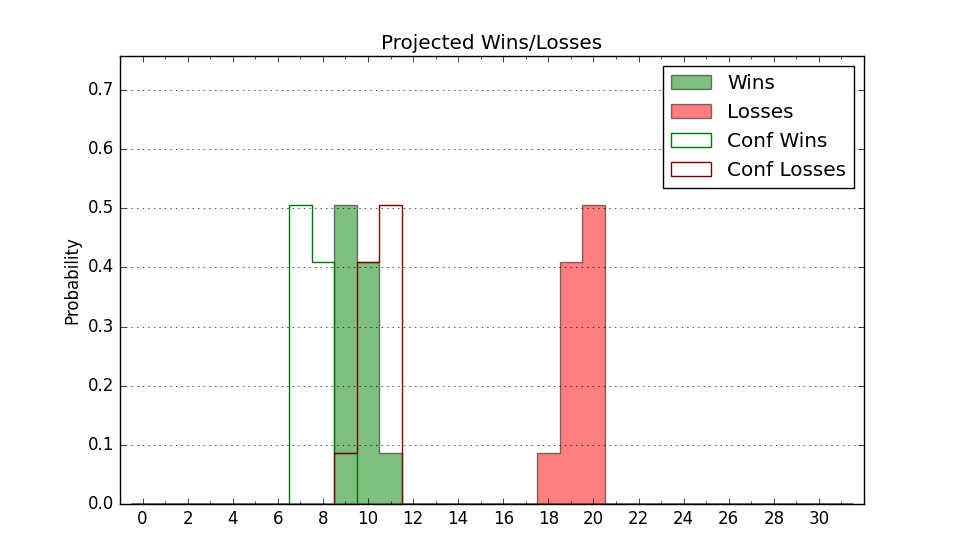 Projected Wins/Losses
Wins
Losses
Conf Wins
Conf Losses
Probability
0.7
0.6
0.5
0.4
0.3
0.2
0.1
0.0
0 2 4 6 8 10 12 14 16 18 20 22 24 26 28 30